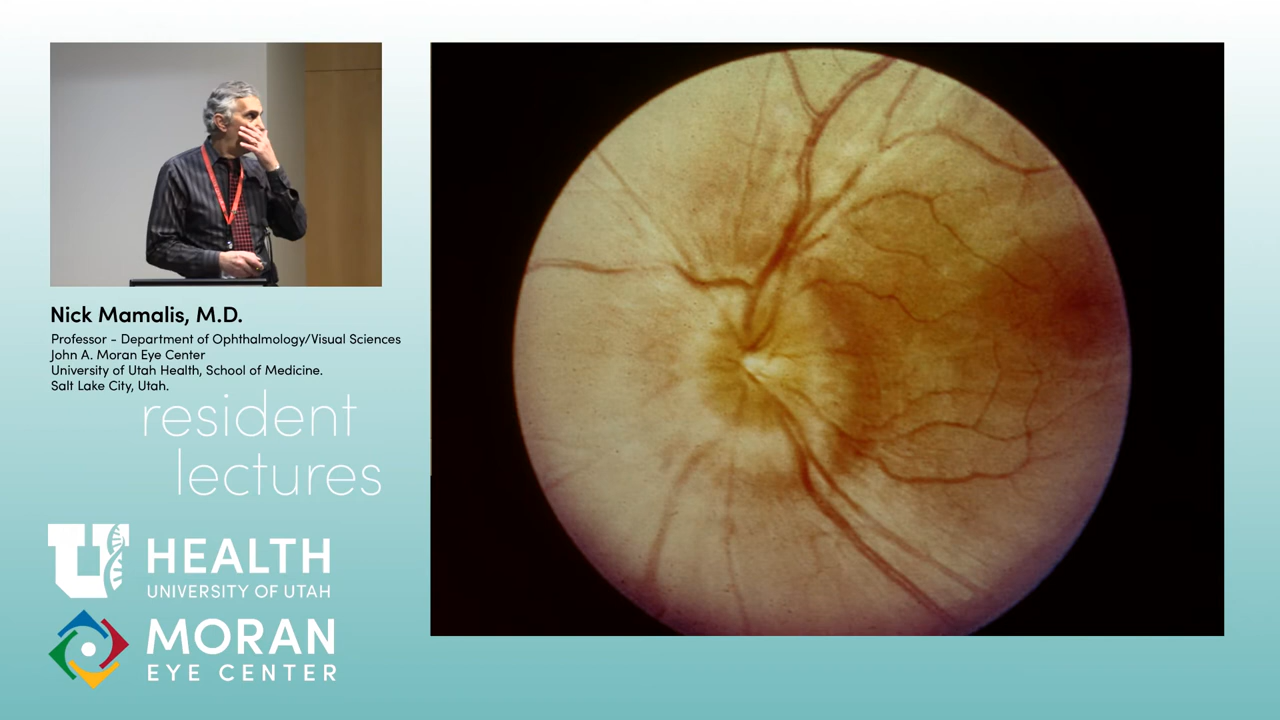 Nick Mamalis, M.D.
Professor - Department of Ophthalmology/Visual Sciences
John A. Moran Eye Center
University of Utah Health, School of Medicine.
Salt Lake City, Utah.
resident
lectures
U HEALTH
UNIVERSITY OF UTAH
MORAN
EYE CENTER